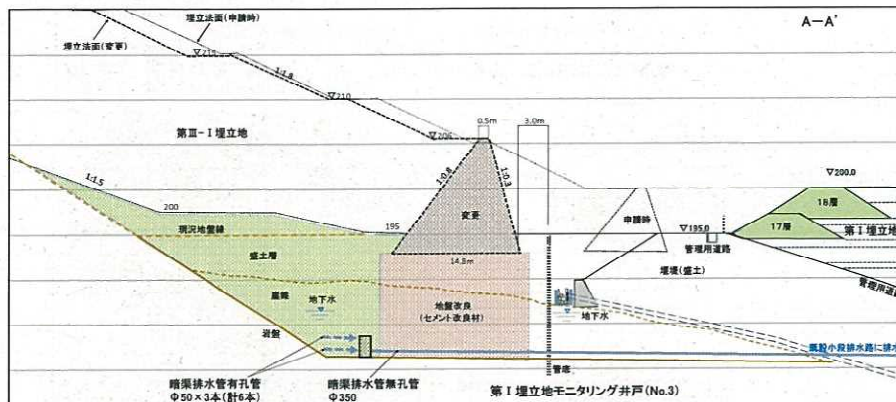 A－A'
埋立法面(申請時)
埋立法面(変更)
▽215
1:1.8
▽210
▽205
0.5m
3.0m
第Ⅲ-Ⅰ埋立地
▽200.0
1:1.5
1:0.8
1:0.3
18層
200
変更
申請時
▽195.0
第Ⅰ埋立地
195
17層
現況地盤線
管理用道路
14.8m
堰堤(盛土)
盛土層
管理用道
崖錐
地下水
地盤改良
(セメント改良材)
地下水
岩盤
既設小段排水路に排水
管底
暗渠排水管有孔管
Φ50×3本(計6本)
暗渠排水管無孔管
Φ350
第Ⅰ埋立地モニタリング井戸(No.3)